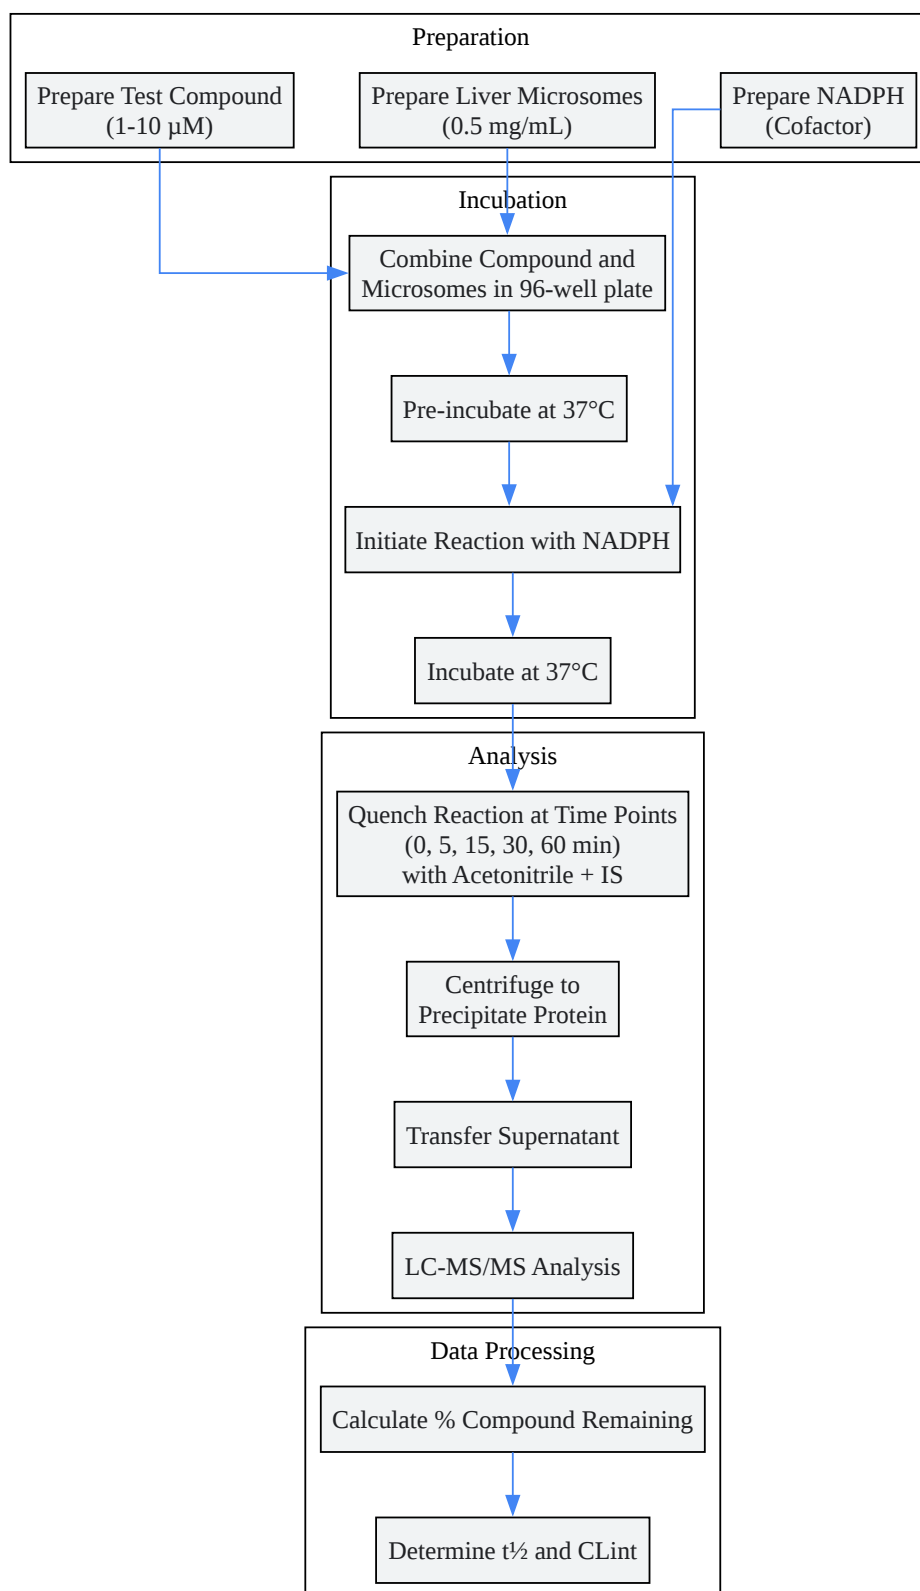 Preparation
Prepare Test Compound
(1-10 µM)
Prepare Liver Microsomes
(0.5 mg/mL)
Prepare NADPH
(Cofactor)
Incubation
Combine Compound and
Microsomes in 96-well plate
Pre-incubate at 37°C
Initiate Reaction with NADPH
Incubate at 37°C
Analysis
Quench Reaction at Time Points
(0, 5, 15, 30, 60 min)
with Acetonitrile + IS
Centrifuge to
Precipitate Protein
Transfer Supernatant
LC-MS/MS Analysis
Data Processing
Calculate % Compound Remaining
Determine t½ and CLint